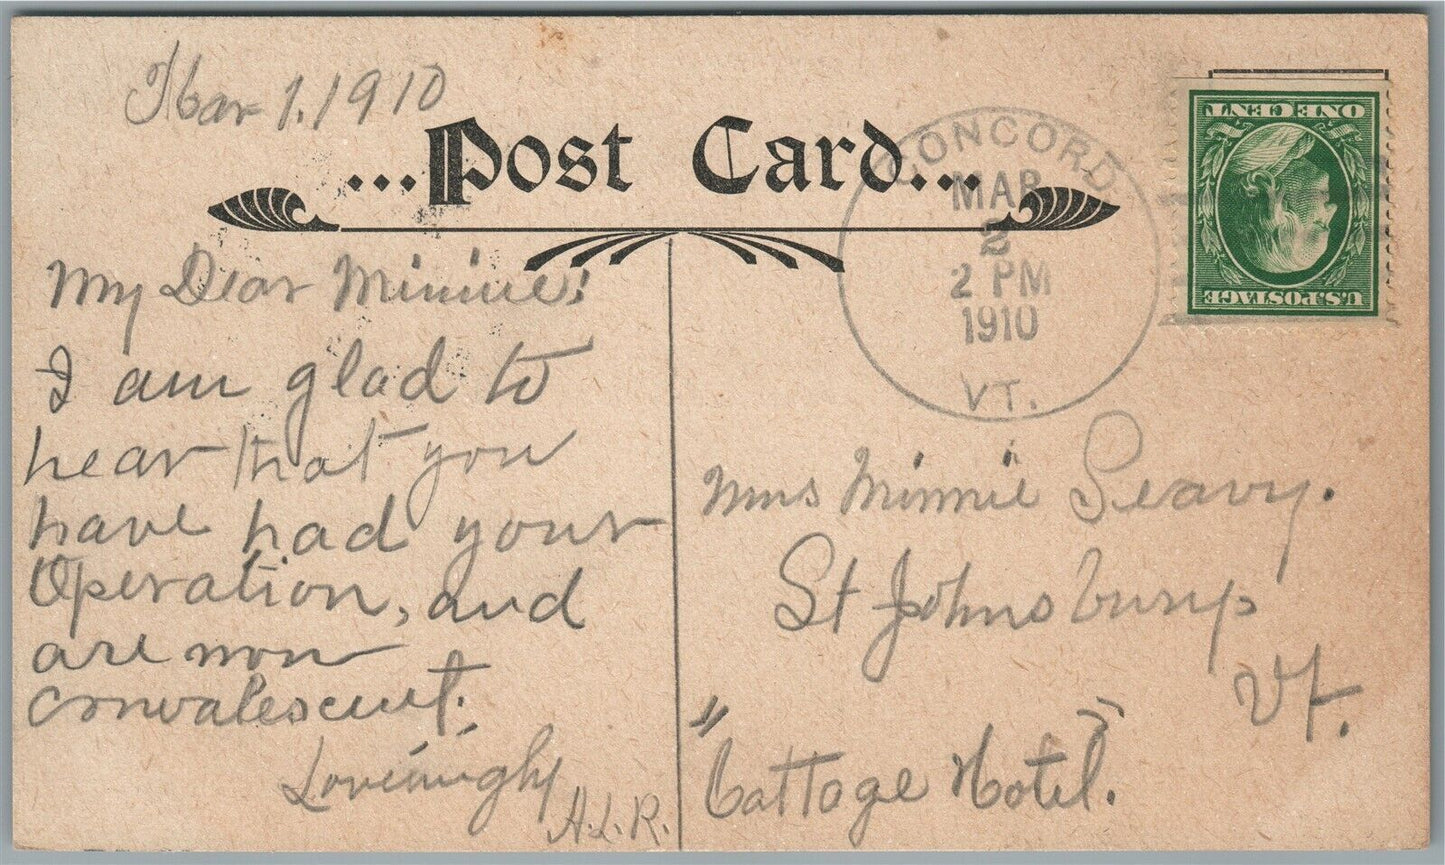 Mar 1. 1910
...Post Card...
CONCORD
MAR
2
2 PM
1910
VT.
ONE CENT
U.S. POSTAGE
My Dear Minnie!
I am glad to
hear that you
have had your
Operation, and
are now
convalescent.
Lovingly
A.L.R.
Minnie Seavy.
St Johnsbury
Vt.
"Cottage Hotel."